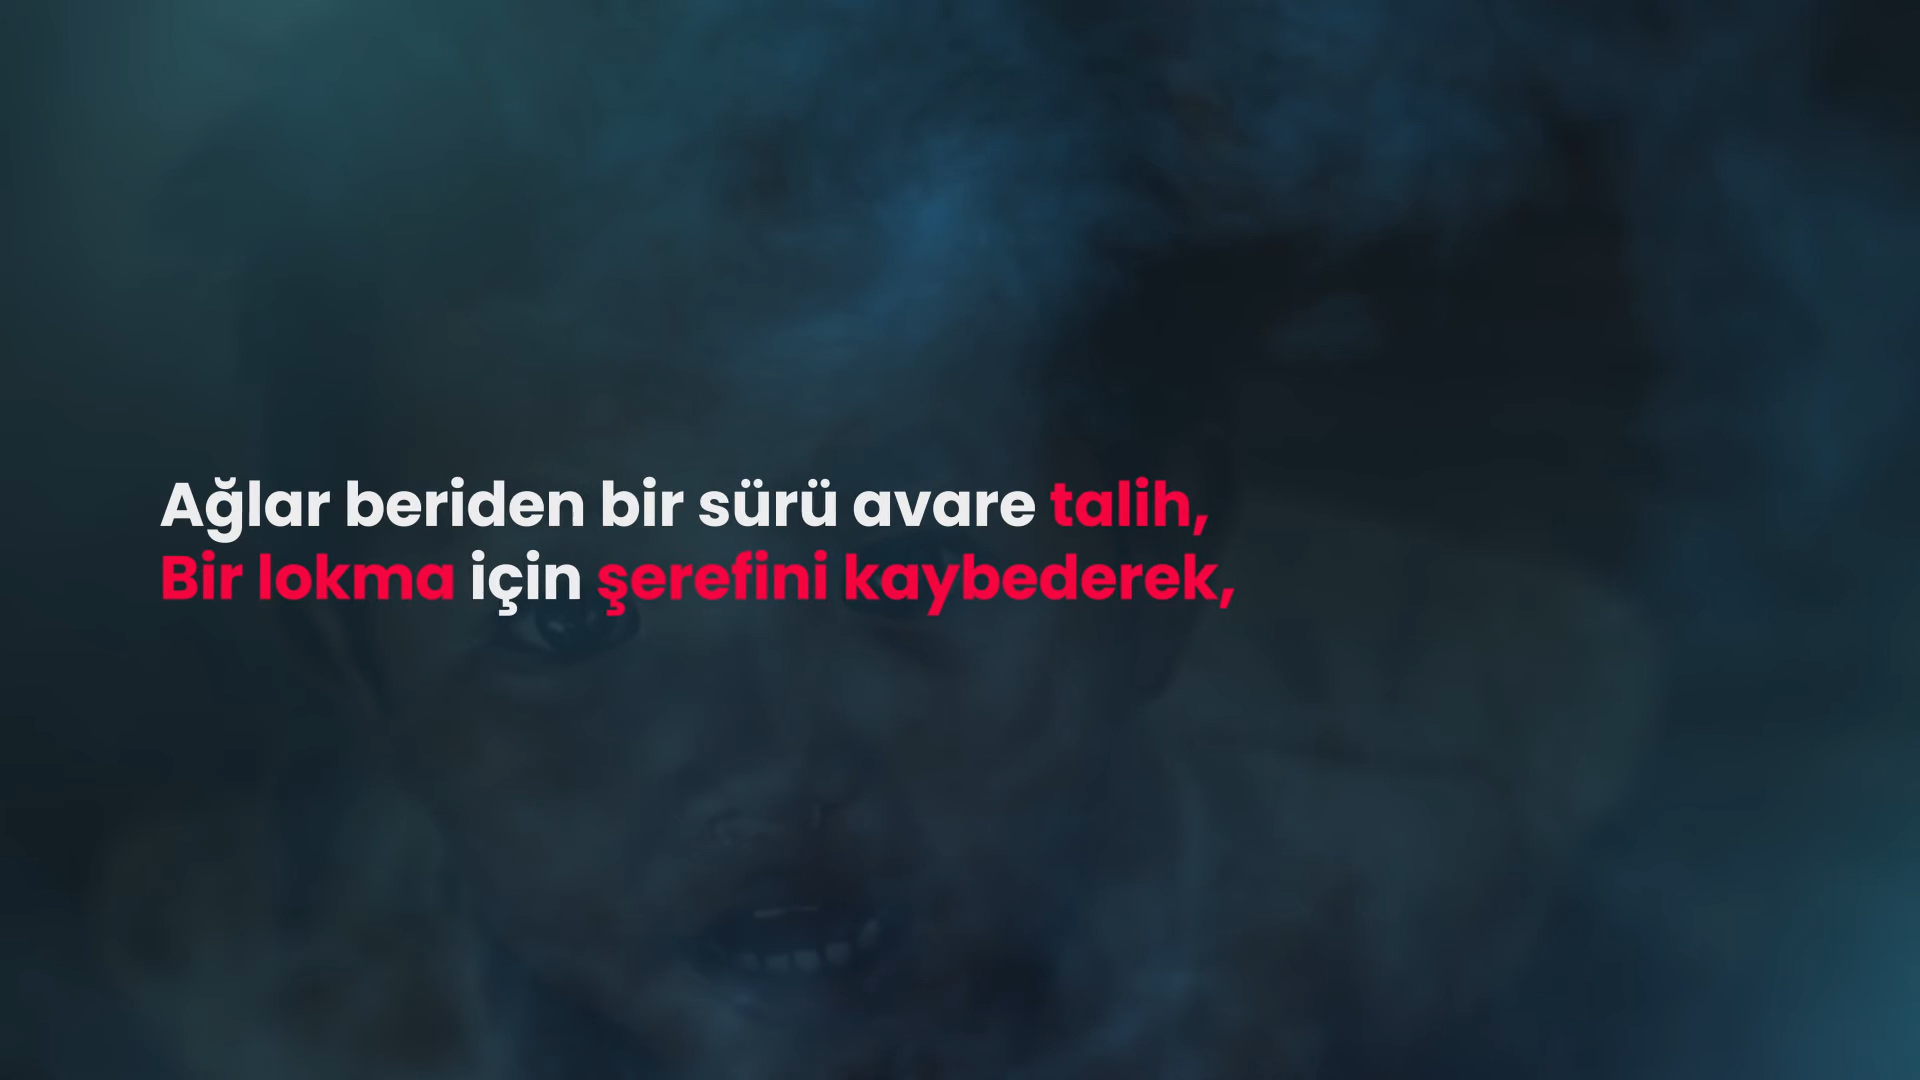 Ağlar beriden bir sürü avare talih,
Bir lokma için şerefini kaybederek,